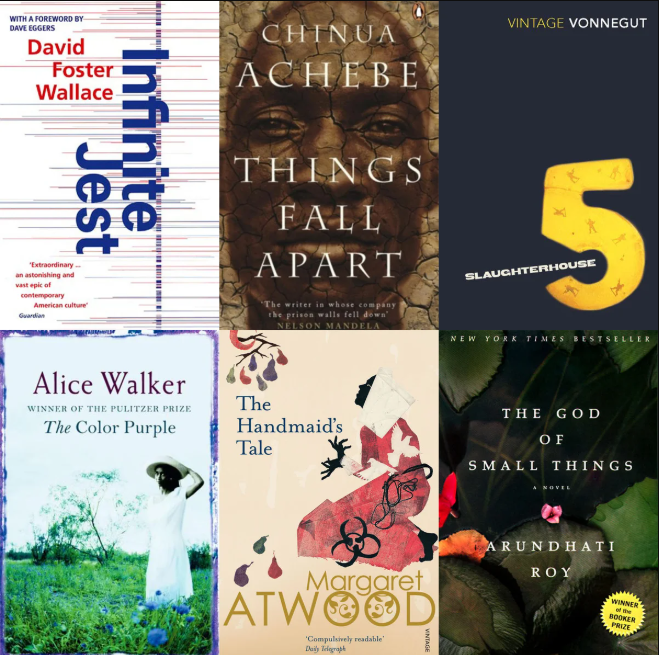 WITH A FOREWORD BY
DAVE EGGERS
David
Foster
Wallace
Infinite
Jest
'Extraordinary ...
an astonishing and
vast epic of
contemporary
American culture'
Guardian
CHINUA
ACHEBE
THINGS
FALL
APART
'The writer in whose company
the prison walls fell down'
NELSON MANDELA
VINTAGE VONNEGUT
SLAUGHTERHOUSE
5
Alice Walker
WINNER OF THE PULITZER PRIZE
The Color Purple
The
Handmaid's
Tale
Margaret
ATWOOD
'Compulsively readable'
Daily Telegraph
VINTAGE
NEW YORK TIMES BESTSELLER
THE GOD
OF
SMALL THINGS
A NOVEL
ARUNDHATI
ROY
WINNER
OF THE
BOOKER
PRIZE